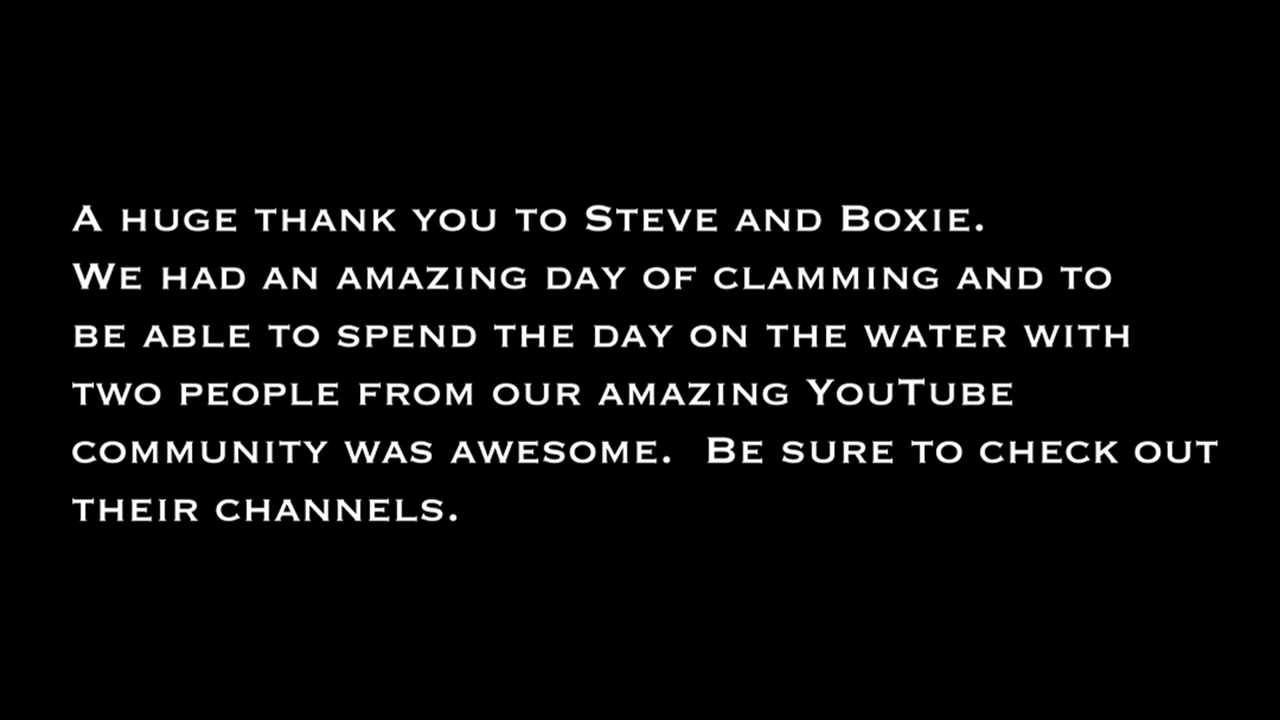 A huge thank you to Steve and Boxie.
We had an amazing day of clamming and to
be able to spend the day on the water with
two people from our amazing YouTube
community was awesome.  Be sure to check out
their channels.